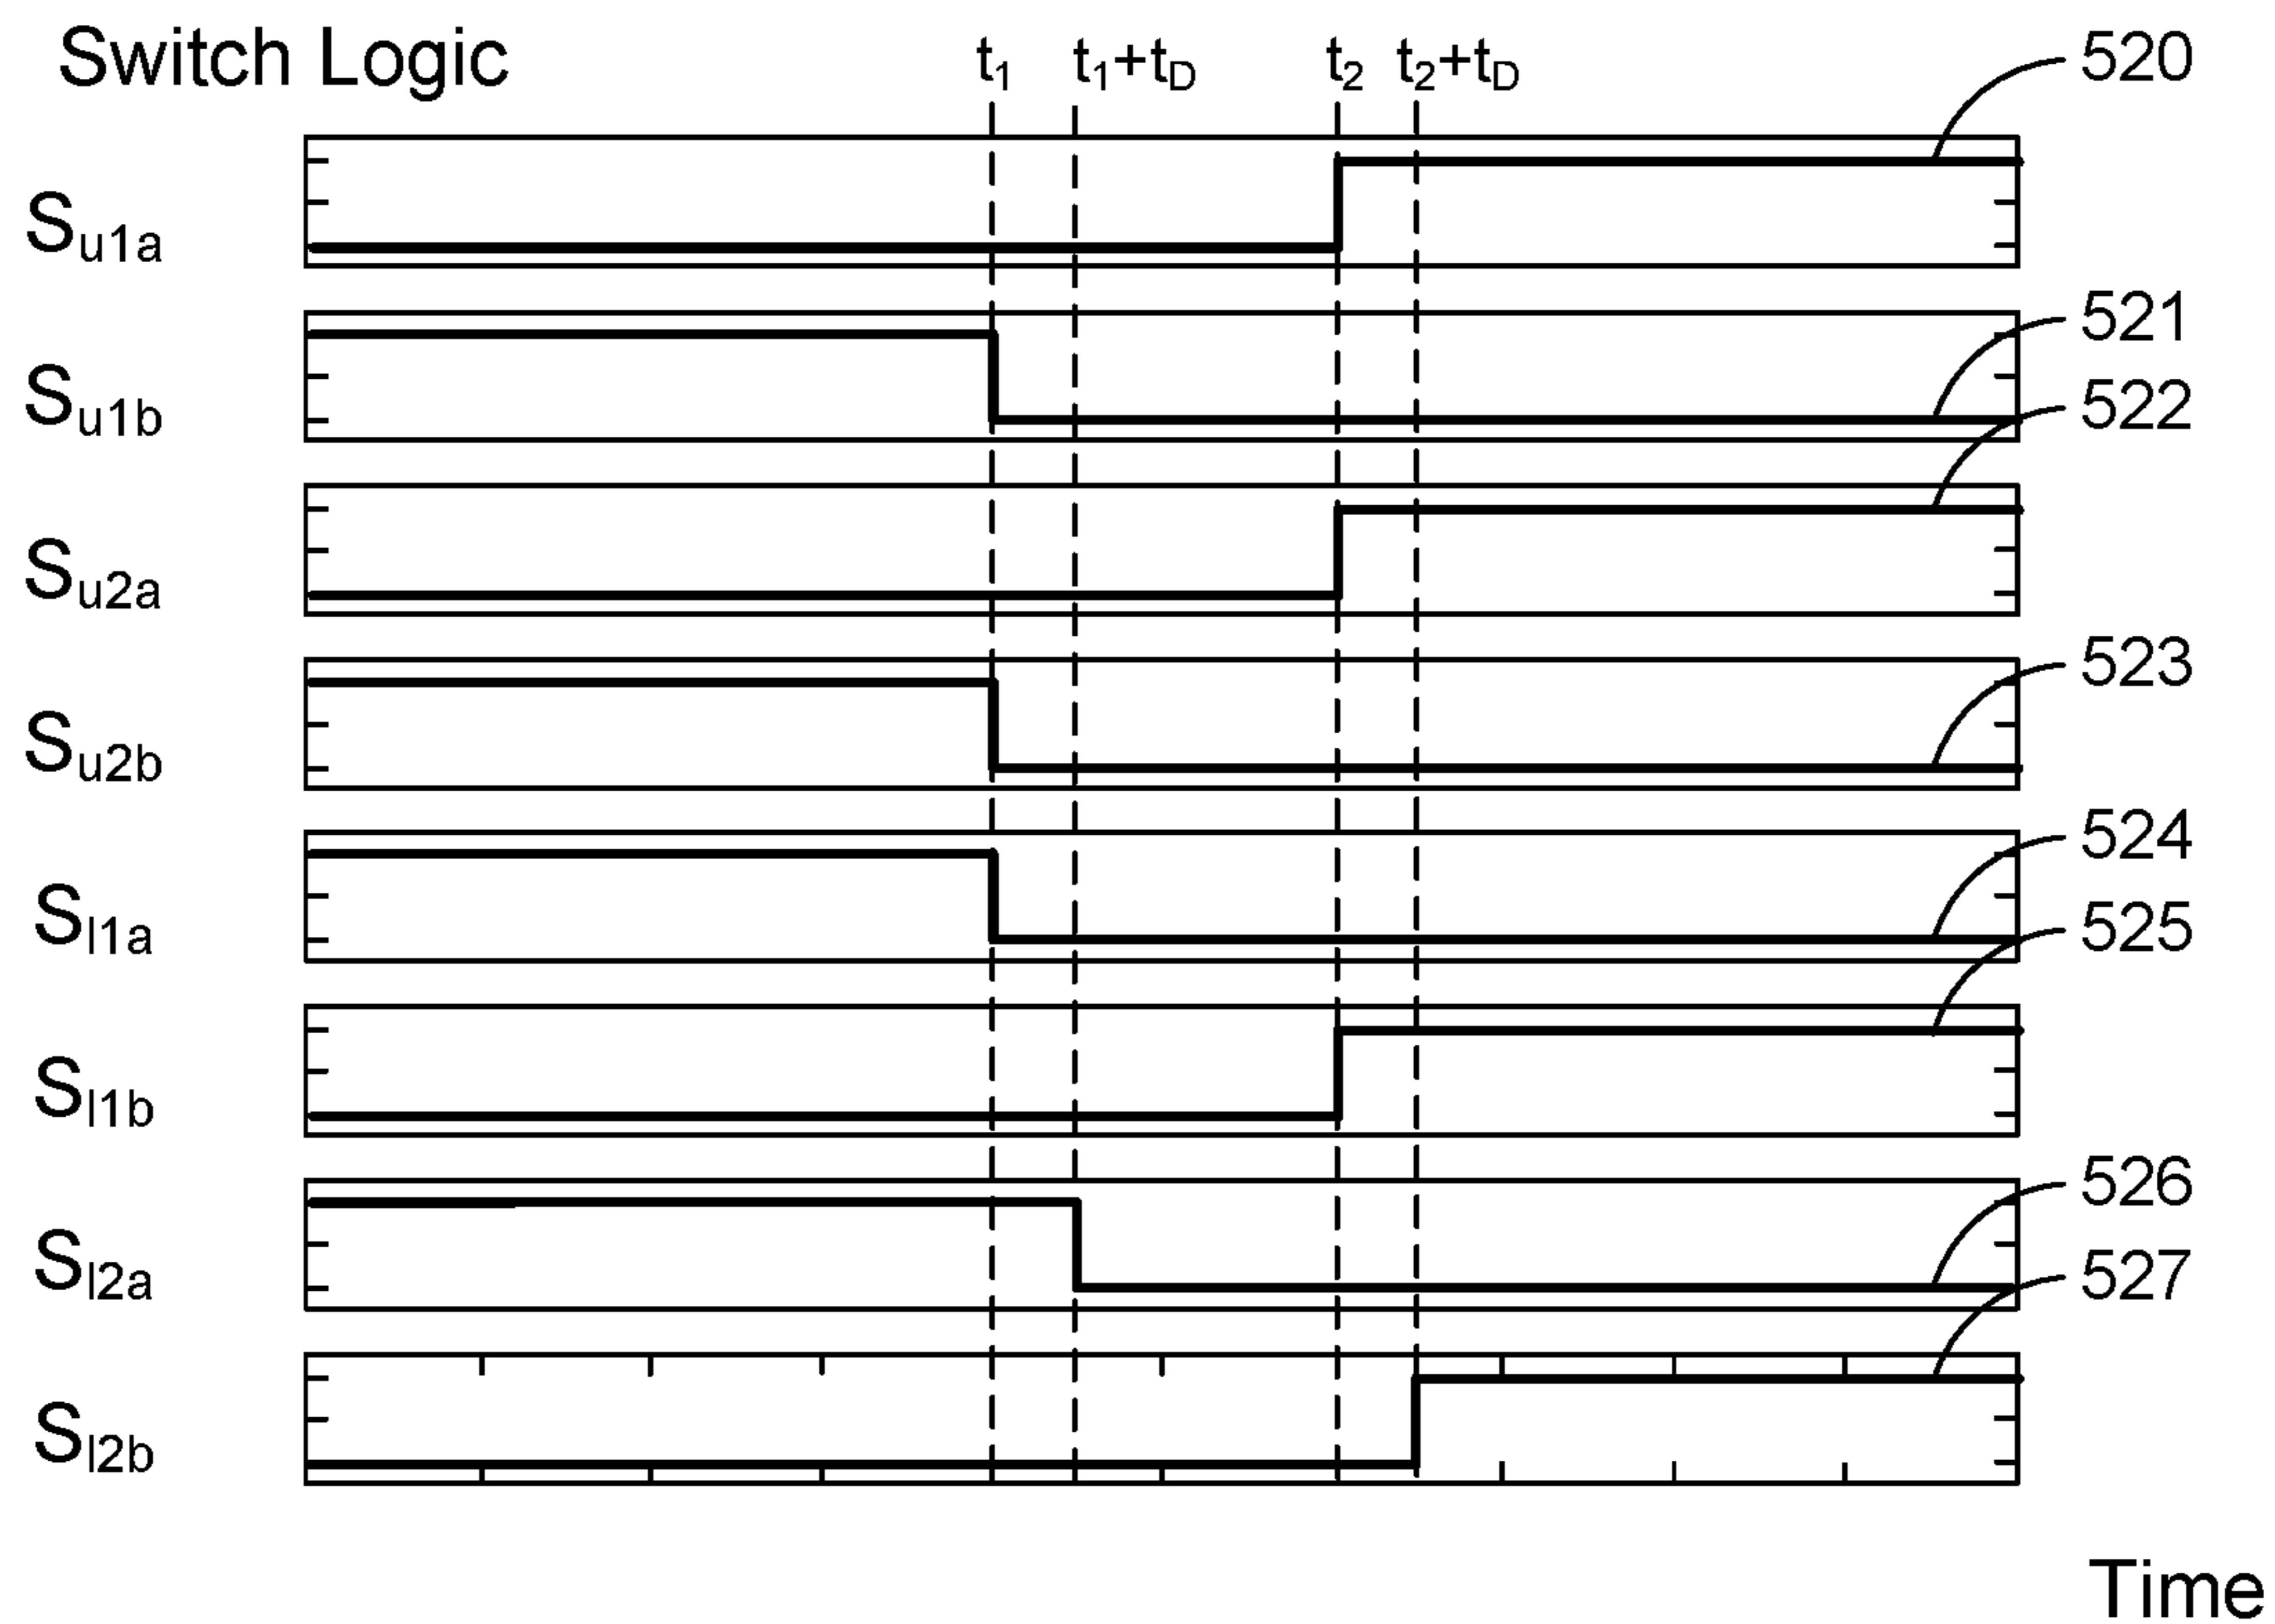 Switch Logic t1 t1+tD t2 t2+tD 520
Su1a
521
Su1b 522
Su2a
523
Su2b
524
Sl1a 525
Sl1b
526
Sl2a 527
Sl2b
Time